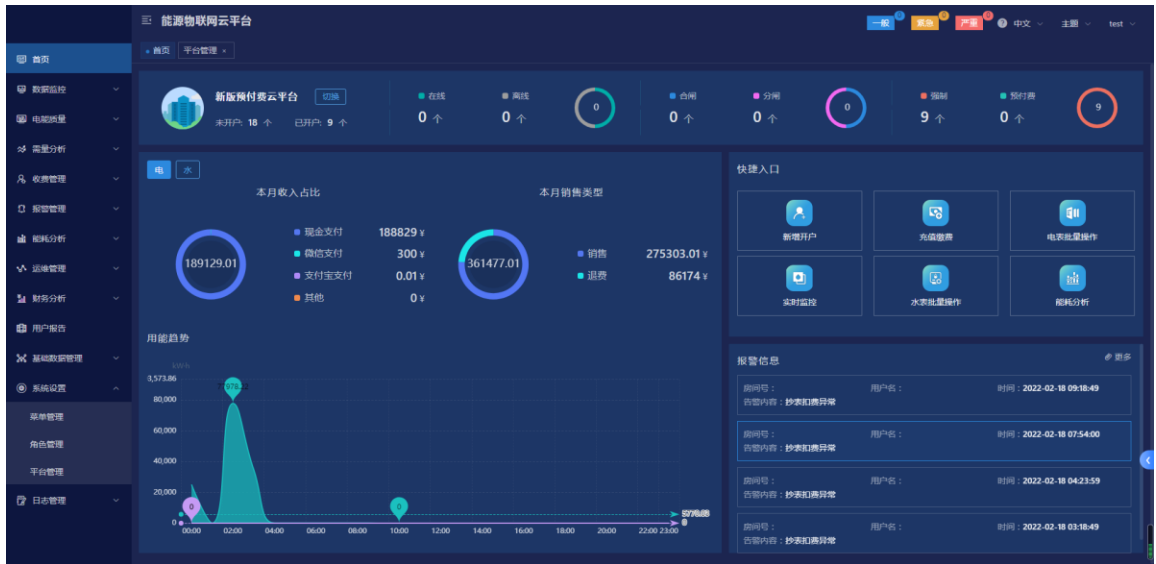 能源物联网云平台
一般 0 紧急 0 严重 0 中文 主题 test
首页 平台管理 ×
首页
数据监控
电能质量
需量分析
收费管理
报警管理
能耗分析
运维管理
财务分析
用户报告
基础数据管理
系统设置
菜单管理
角色管理
平台管理
日志管理
新版预付费云平台 切换
未开户: 18 个 已开户: 9 个
在线 离线 合闸 分闸 强制 预付费
0 个 0 个 0 0 个 0 个 0 9 个 0 个 9
电 水
本月收入占比
189129.01
现金支付 188829 ¥
微信支付 300 ¥
支付宝支付 0.01 ¥
其他 0 ¥
本月销售类型
361477.01
销售 275303.01 ¥
退费 86174 ¥
用能趋势
kW·h
3,573.86
80,000
60,000
40,000
20,000
0
77978.22
0
0
5778.88
0
00:00 02:00 04:00 06:00 08:00 10:00 12:00 14:00 16:00 18:00 20:00 22:00 23:00
快捷入口
新增开户 充值缴费 电表批量操作
实时监控 水表批量操作 能耗分析
报警信息 更多
房间号: 用户名: 时间: 2022-02-18 09:18:49
告警内容: 抄表扣费异常
房间号: 用户名: 时间: 2022-02-18 07:54:00
告警内容: 抄表扣费异常
房间号: 用户名: 时间: 2022-02-18 04:23:59
告警内容: 抄表扣费异常
房间号: 用户名: 时间: 2022-02-18 03:18:49
告警内容: 抄表扣费异常